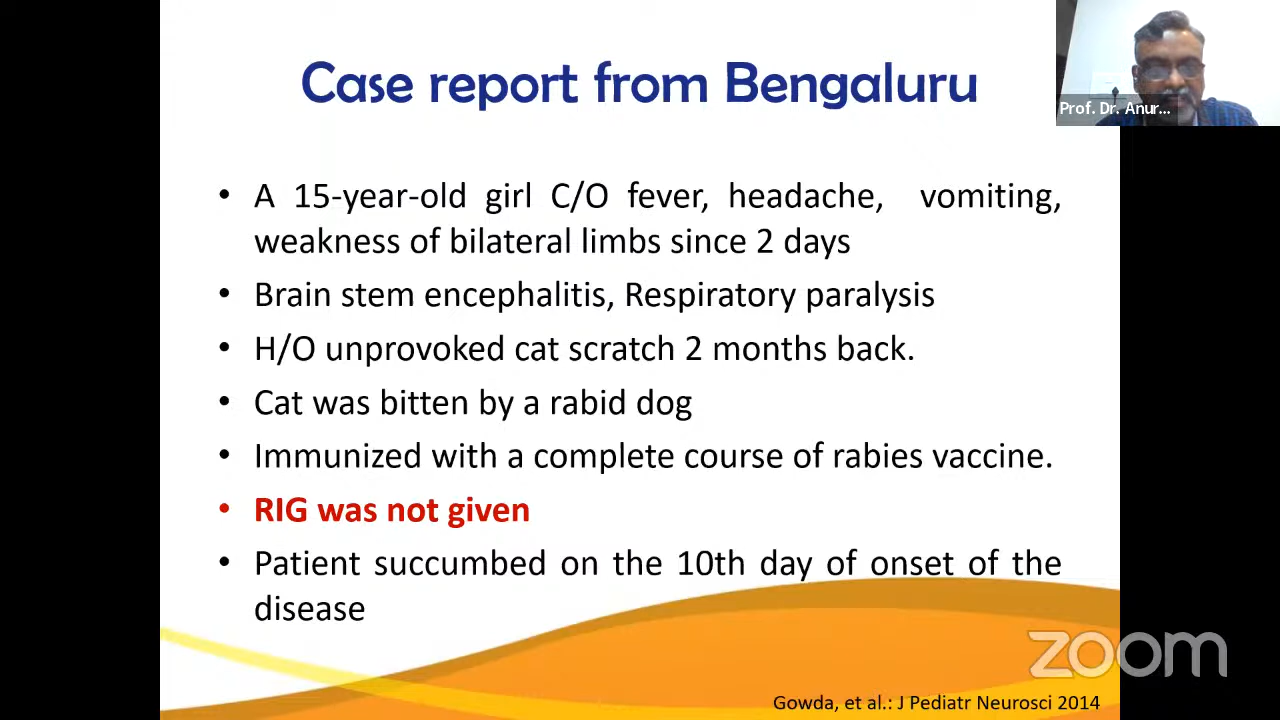 Case report from Bengaluru
Prof. Dr. Anur...
• A 15-year-old girl C/O fever, headache, vomiting,
weakness of bilateral limbs since 2 days
• Brain stem encephalitis, Respiratory paralysis
• H/O unprovoked cat scratch 2 months back.
• Cat was bitten by a rabid dog
• Immunized with a complete course of rabies vaccine.
• RIG was not given
• Patient succumbed on the 10th day of onset of the
disease
zoom
Gowda, et al.: J Pediatr Neurosci 2014